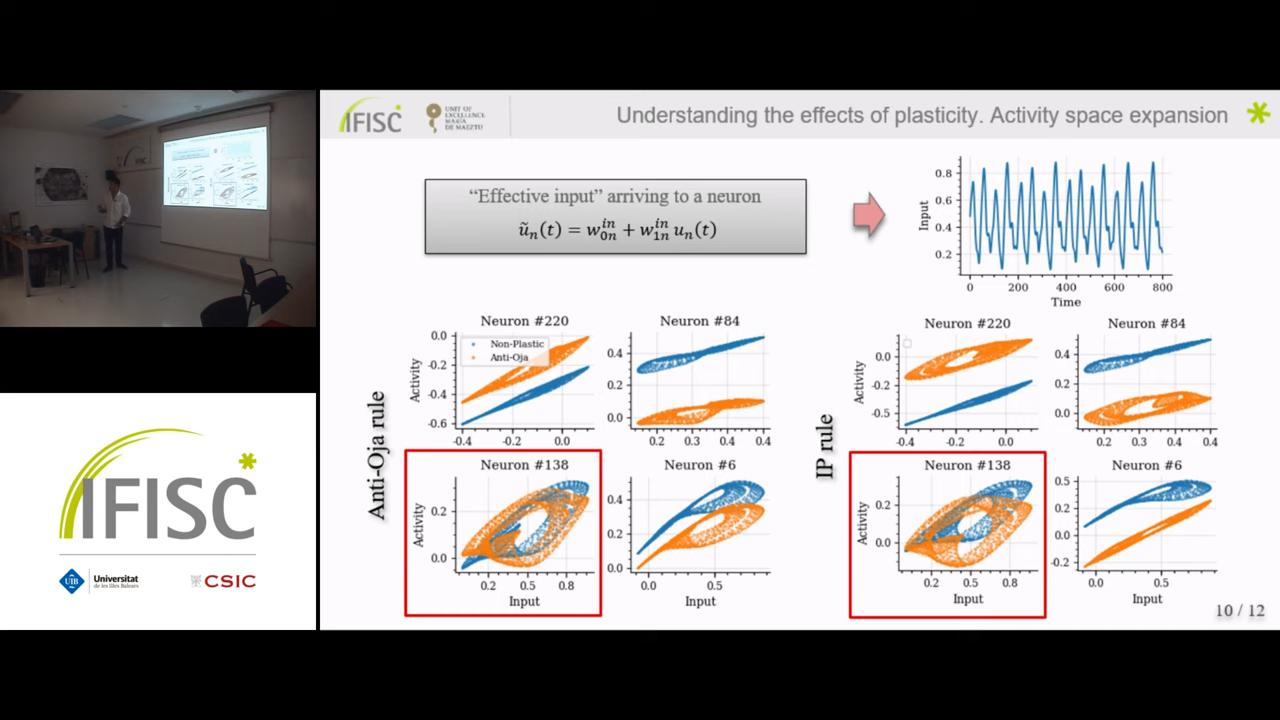 IFISC
UNIT OF
EXCELLENCE
MARÍA
DE MAEZTU
Understanding the effects of plasticity. Activity space expansion
“Effective input” arriving to a neuron
ũₙ(t) = w₀ₙⁱⁿ + w₁ₙⁱⁿ uₙ(t)
Input
0.8
0.6
0.4
0.2
0 200 400 600 800
Time
Anti-Oja rule
Neuron #220
Activity
0.0
-0.2
-0.4
-0.6
Non-Plastic
Anti-Oja
-0.4 -0.2 0.0
Neuron #84
0.4
0.2
0.0
0.2 0.3 0.4 0.4
Neuron #138
Activity
0.2
0.0
0.2 0.5 0.8
Input
Neuron #6
0.4
0.2
0.0
0.0 0.5
Input
IP rule
Neuron #220
Activity
0.0
-0.2
-0.5
-0.4 -0.2 0.0
Neuron #84
0.4
0.2
0.0
0.2 0.3 0.4 0.4
Neuron #138
Activity
0.2
0.0
0.2 0.5 0.8
Input
Neuron #6
0.5
0.2
0.0
-0.2
0.0 0.5
Input
10 / 12
IFISC
UIB
Universitat
de les Illes Balears
CSIC